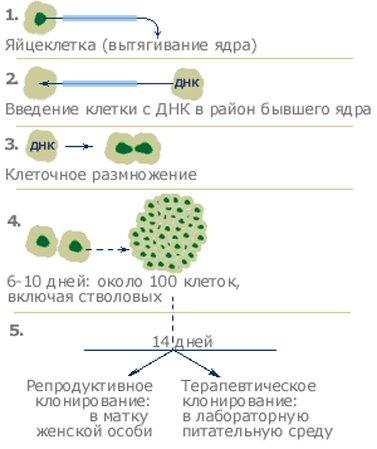 1.
Яйцеклетка (вытягивание ядра)
2.
ДНК
Введение клетки с ДНК в район бывшего ядра
3.
ДНК
Клеточное размножение
4.
6-10 дней: около 100 клеток,
включая стволовых
5.
14 дней
Репродуктивное
клонирование:
в матку
женской особи
Терапевтическое
клонирование:
в лабораторную
питательную среду